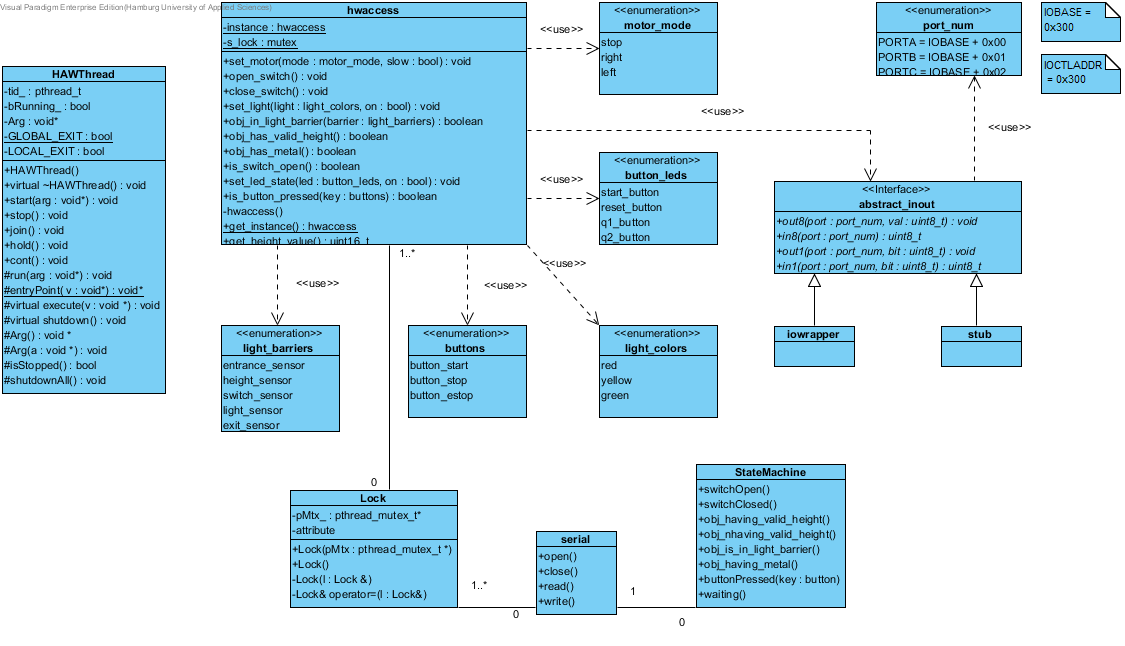 Visual Paradigm Enterprise Edition(Hamburg University of Applied Sciences)
hwaccess
-instance : hwaccess
-s_lock : mutex
+set_motor(mode : motor_mode, slow : bool) : void
+open_switch() : void
+close_switch() : void
+set_light(light : light_colors, on : bool) : void
+obj_in_light_barrier(barrier : light_barriers) : boolean
+obj_has_valid_height() : boolean
+obj_has_metal() : boolean
+is_switch_open() : boolean
+set_led_state(led : button_leds, on : bool) : void
+is_button_pressed(key : buttons) : boolean
-hwaccess()
+get_instance() : hwaccess
+get_height_value() : uint16_t
<<use>>
<<enumeration>>
motor_mode
stop
right
left
<<enumeration>>
port_num
PORTA = IOBASE + 0x00
PORTB = IOBASE + 0x01
PORTC = IOBASE + 0x02
IOBASE =
0x300
IOCTLADDR
= 0x300
HAWThread
-tid_ : pthread_t
-bRunning_ : bool
-Arg : void*
-GLOBAL_EXIT : bool
-LOCAL_EXIT : bool
+HAWThread()
+virtual ~HAWThread() : void
+start(arg : void*) : void
+stop() : void
+join() : void
+hold() : void
+cont() : void
#run(arg : void*) : void
#entryPoint( v : void*) : void*
#virtual execute(v : void *) : void
#virtual shutdown() : void
#Arg() : void *
#Arg(a : void *) : void
#isStopped() : bool
#shutdownAll() : void
<<use>>
<<use>>
<<use>>
<<enumeration>>
button_leds
start_button
reset_button
q1_button
q2_button
<<Interface>>
abstract_inout
+out8(port : port_num, val : uint8_t) : void
+in8(port : port_num) : uint8_t
+out1(port : port_num, bit : uint8_t) : void
+in1(port : port_num, bit : uint8_t) : uint8_t
1..*
<<use>>
<<use>>
<<use>>
<<enumeration>>
light_barriers
entrance_sensor
height_sensor
switch_sensor
light_sensor
exit_sensor
<<enumeration>>
buttons
button_start
button_stop
button_estop
<<enumeration>>
light_colors
red
yellow
green
iowrapper
stub
0
Lock
-pMtx_ : pthread_mutex_t*
-attribute
+Lock(pMtx : pthread_mutex_t *)
+Lock()
-Lock(l : Lock &)
-Lock& operator=(l : Lock&)
1..*
0
serial
+open()
+close()
+read()
+write()
1
0
StateMachine
+switchOpen()
+switchClosed()
+obj_having_valid_height()
+obj_nhaving_valid_height()
+obj_is_in_light_barrier()
+obj_having_metal()
+buttonPressed(key : button)
+waiting()